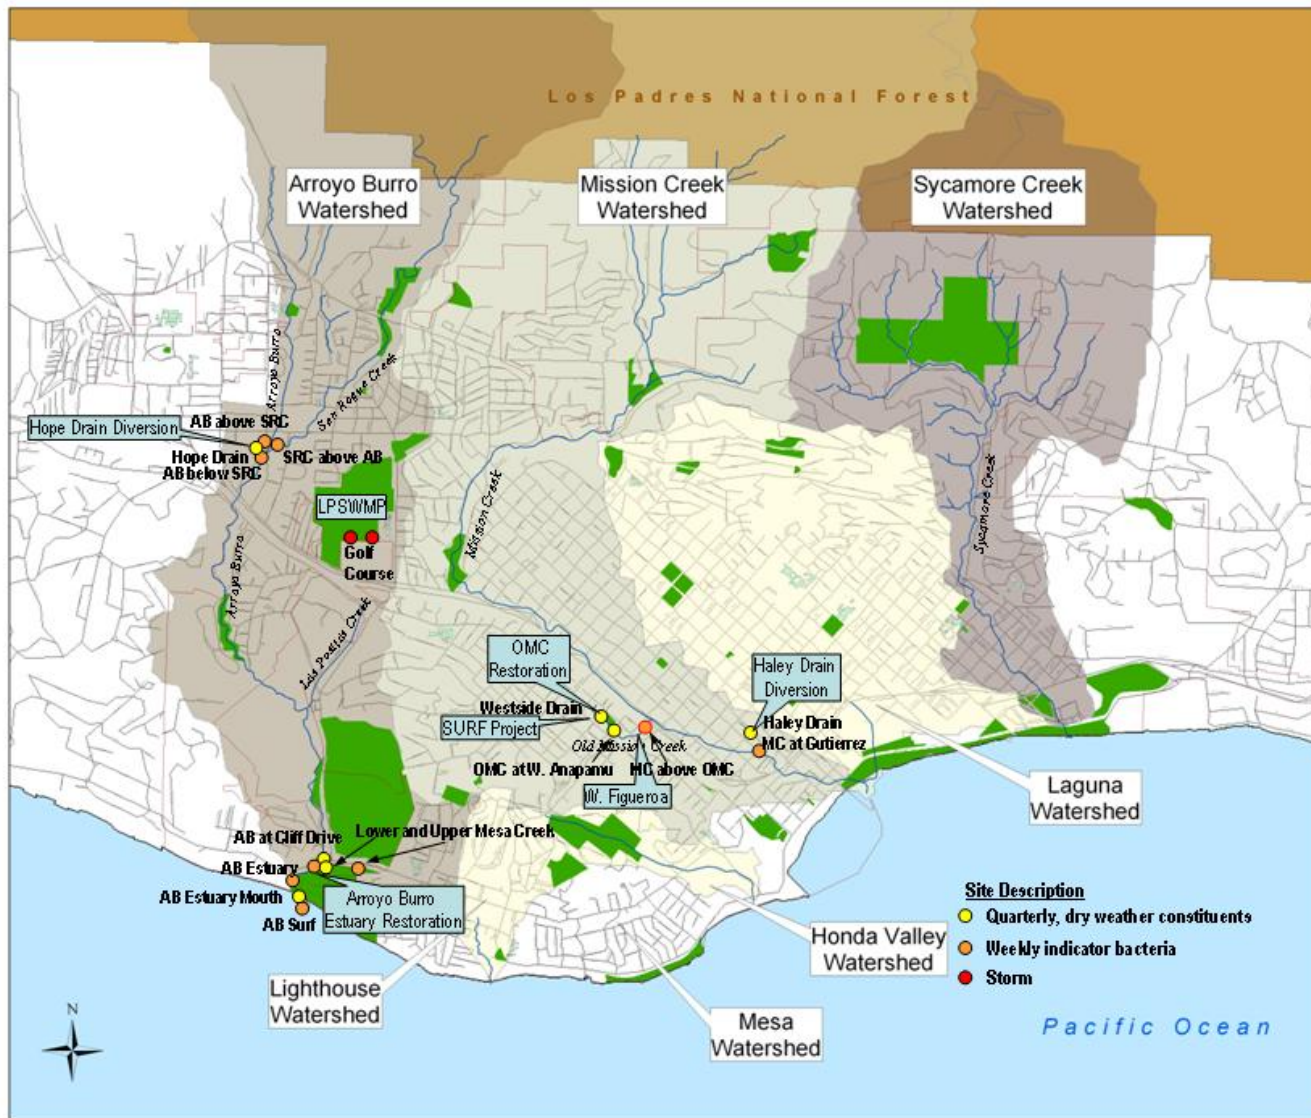 Los Padres National Forest
Arroyo Burro
Watershed
Mission Creek
Watershed
Sycamore Creek
Watershed
Arroyo Burro
San Roque Creek
Hope Drain Diversion
AB above SRC
Hope Drain
SRC above AB
AB below SRC
LPSWMP
Golf
Course
Mission Creek
Sycamore Creek
Arroyo Burro
Las Positas Creek
OMC
Restoration
Haley Drain
Diversion
Westside Drain
SURF Project
Haley Drain
Old Mission Creek
MC at Gutierrez
OMC at W. Anapamu
MC above OMC
W. Figueroa
Laguna
Watershed
AB at Cliff Drive
Lower and Upper Mesa Creek
AB Estuary
AB Estuary Mouth
AB Surf
Arroyo Burro
Estuary Restoration
Site Description
Quarterly, dry weather constituents
Weekly indicator bacteria
Storm
Honda Valley
Watershed
Lighthouse
Watershed
Mesa
Watershed
N
Pacific Ocean